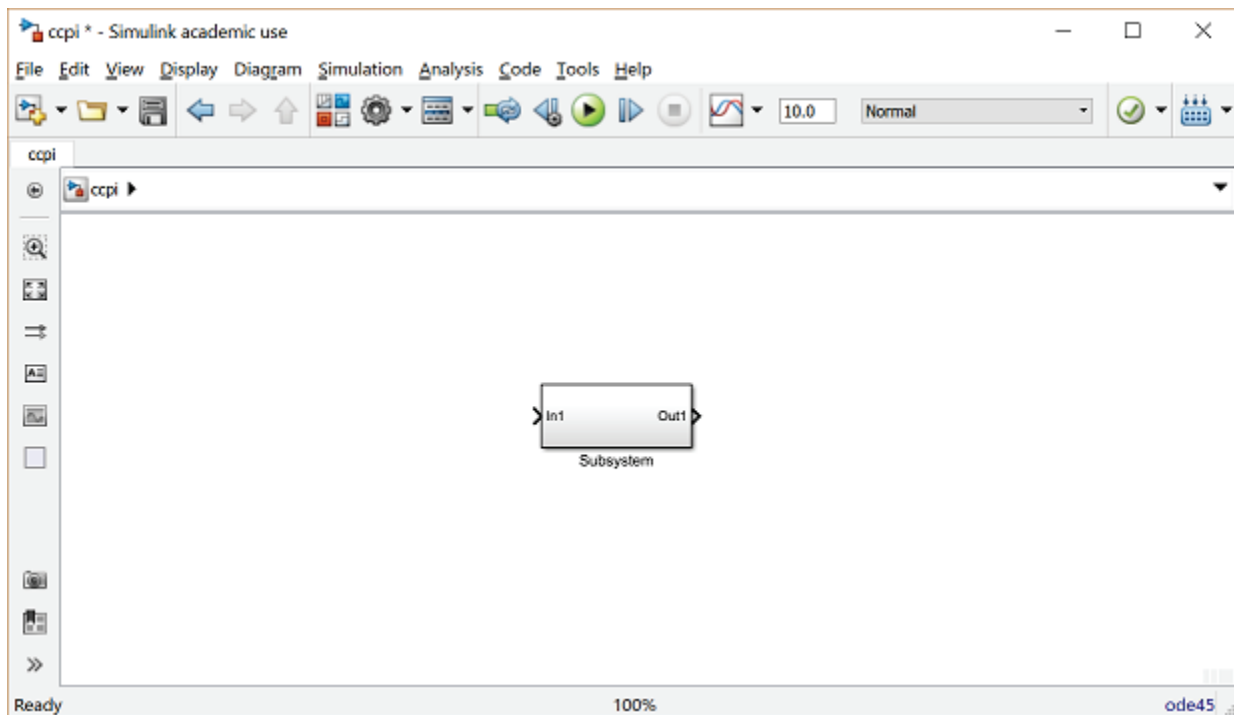 ccpi * - Simulink academic use
File Edit View Display Diagram Simulation Analysis Code Tools Help
10.0 Normal
ccpi
ccpi
In1 Out1
Subsystem
Ready 100% ode45